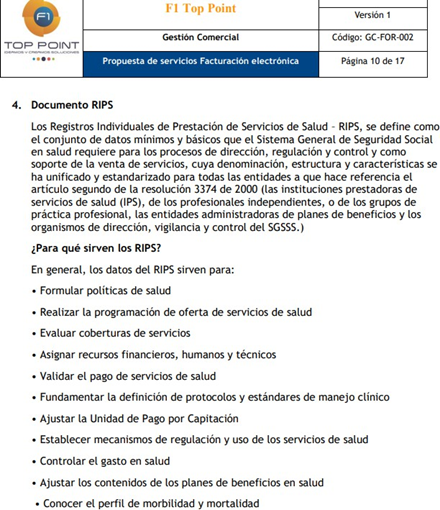 F1 Top Point
Versión 1
Gestión Comercial
Código: GC-FOR-002
Propuesta de servicios Facturación electrónica
Página 10 de 17
F1
TOP POINT
4. Documento RIPS
Los Registros Individuales de Prestación de Servicios de Salud – RIPS, se define como
el conjunto de datos mínimos y básicos que el Sistema General de Seguridad Social
en salud requiere para los procesos de dirección, regulación y control y como
soporte de la venta de servicios, cuya denominación, estructura y características se
ha unificado y estandarizado para todas las entidades a que hace referencia el
artículo segundo de la resolución 3374 de 2000 (las instituciones prestadoras de
servicios de salud (IPS), de los profesionales independientes, o de los grupos de
práctica profesional, las entidades administradoras de planes de beneficios y los
organismos de dirección, vigilancia y control del SGSSS.)
¿Para qué sirven los RIPS?
En general, los datos del RIPS sirven para:
• Formular políticas de salud
• Realizar la programación de oferta de servicios de salud
• Evaluar coberturas de servicios
• Asignar recursos financieros, humanos y técnicos
• Validar el pago de servicios de salud
• Fundamentar la definición de protocolos y estándares de manejo clínico
• Ajustar la Unidad de Pago por Capitación
• Establecer mecanismos de regulación y uso de los servicios de salud
• Controlar el gasto en salud
• Ajustar los contenidos de los planes de beneficios en salud
• Conocer el perfil de morbilidad y mortalidad